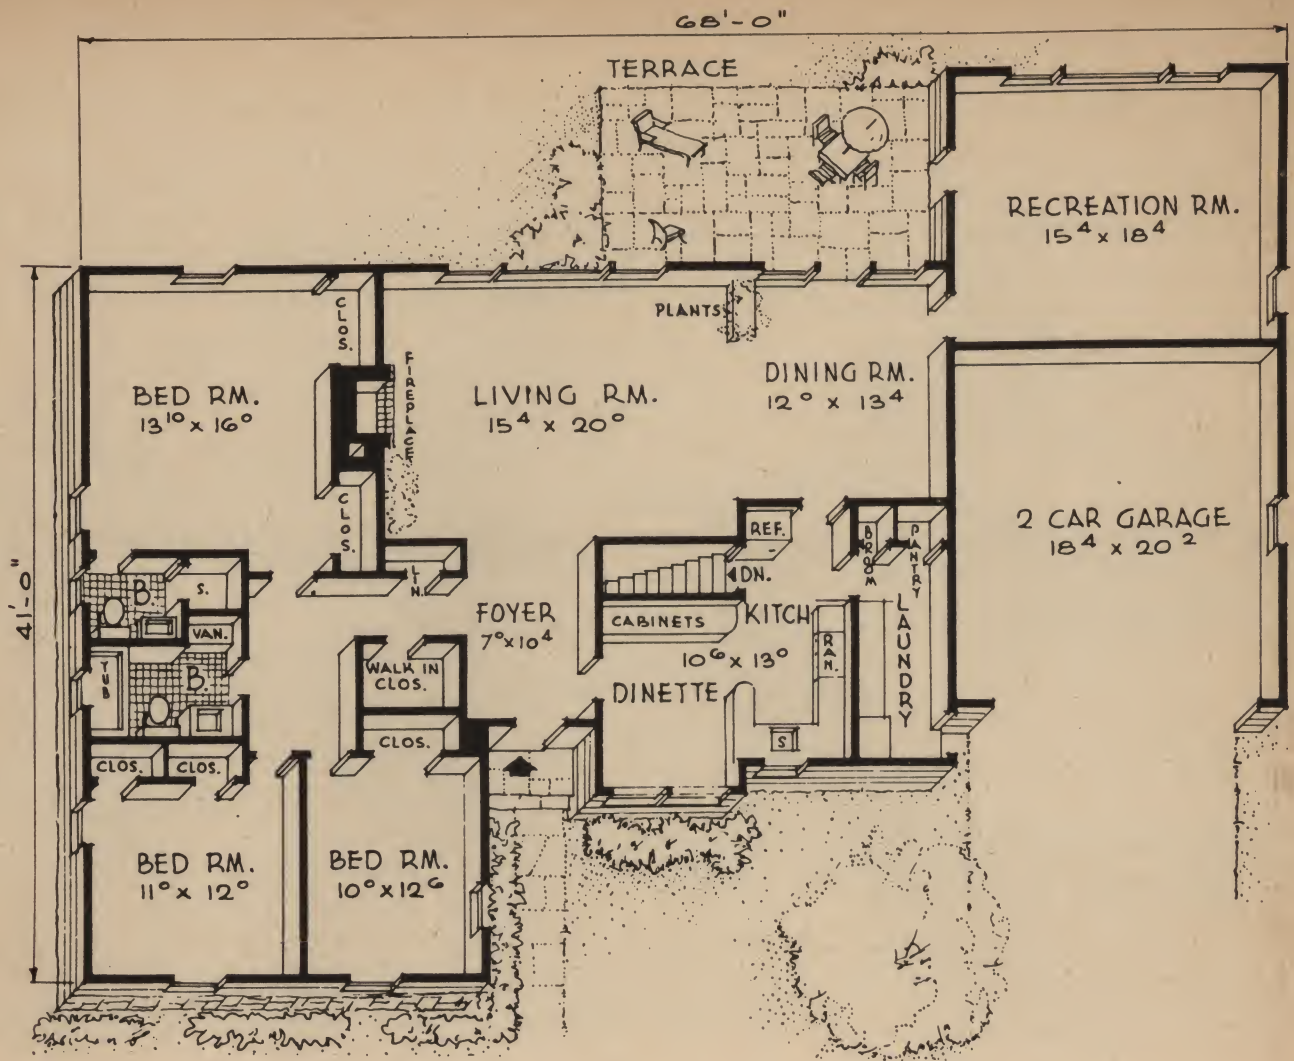 68'-0"
TERRACE
RECREATION RM.
15⁴ x 18⁴
PLANTS
CLOS.
FIREPLACE
BED RM.
13¹⁰ x 16⁰
LIVING RM.
15⁴ x 20⁰
DINING RM.
12⁰ x 13⁴
CLOS.
2 CAR GARAGE
18⁴ x 20²
REF.
BROOM
PANTRY
41'-0"
B.
S.
LIN.
DN.
FOYER
7⁰ x 10⁴
CABINETS
KITCH
10⁶ x 13⁰
RAN.
LAUNDRY
VAN.
TUB
B.
WALK IN
CLOS.
DINETTE
CLOS.
S
CLOS.
CLOS.
BED RM.
11⁰ x 12⁰
BED RM.
10⁰ x 12⁶